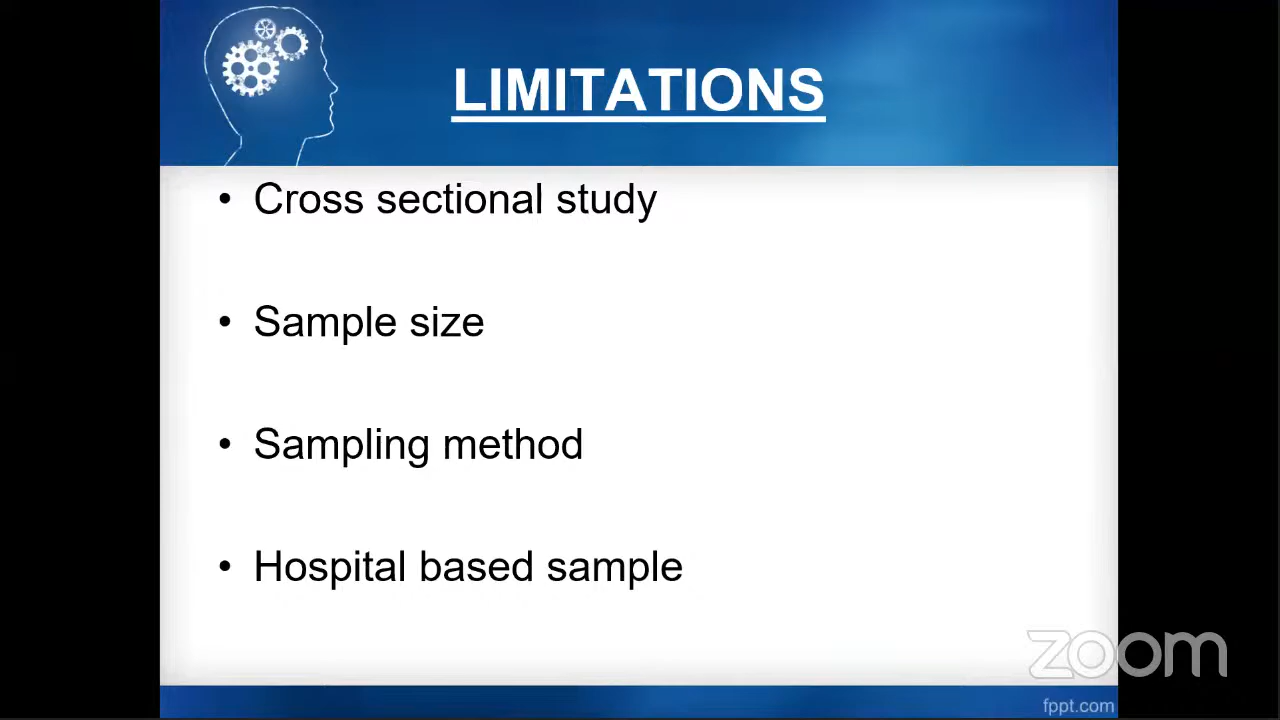 LIMITATIONS
• Cross sectional study
• Sample size
• Sampling method
• Hospital based sample
zoom
fppt.com